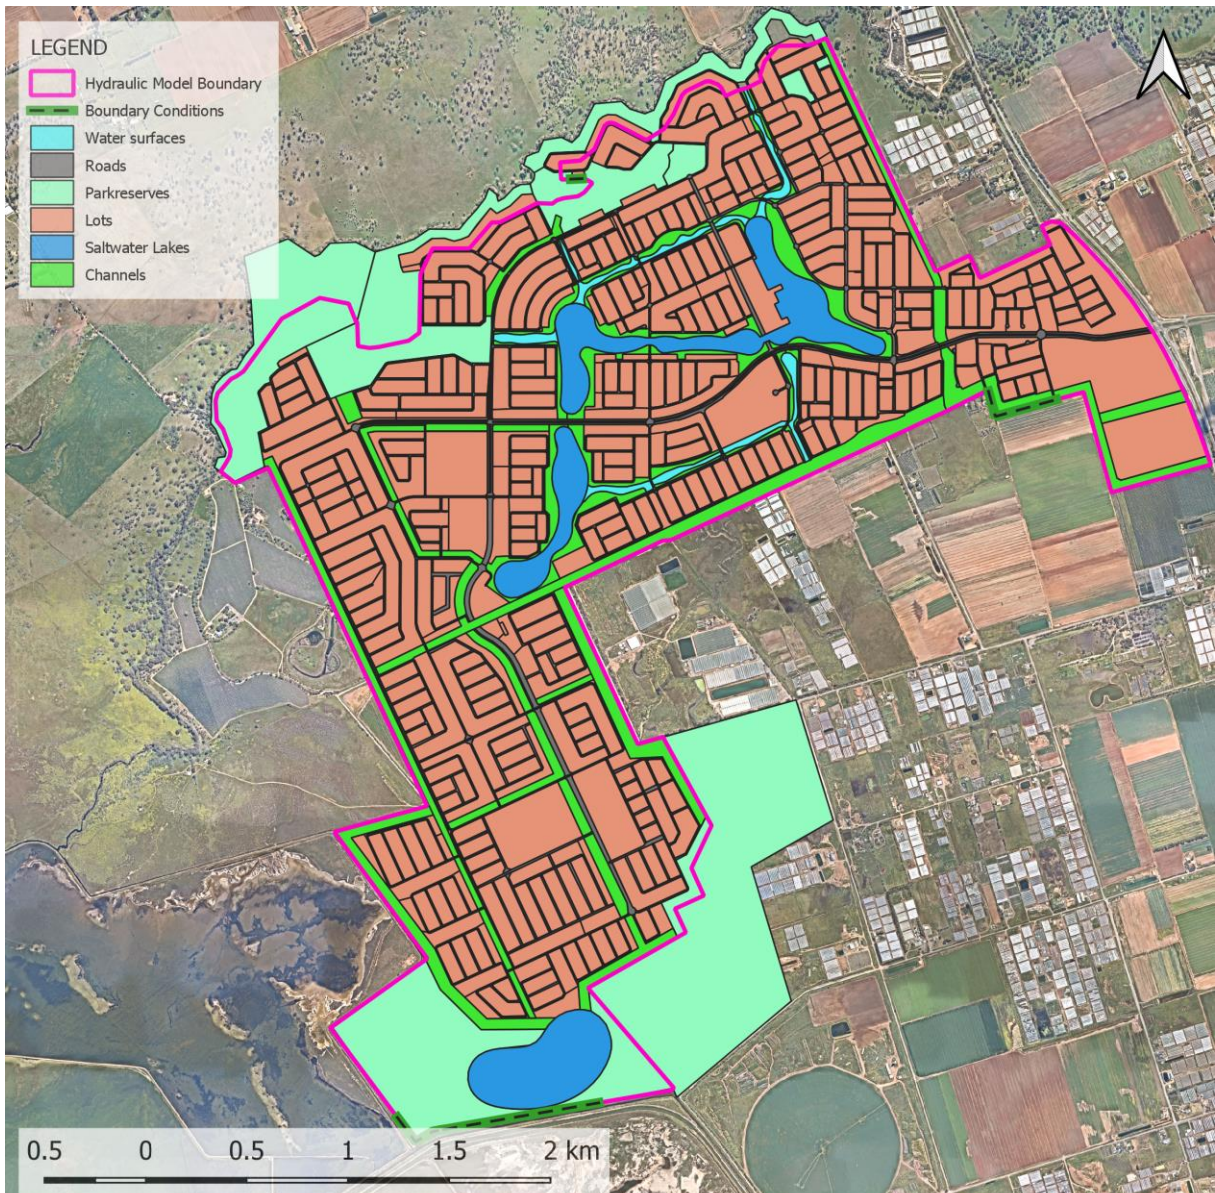 LEGEND
Hydraulic Model Boundary
Boundary Conditions
Water surfaces
Roads
Parkreserves
Lots
Saltwater Lakes
Channels
0.5 0 0.5 1 1.5 2 km